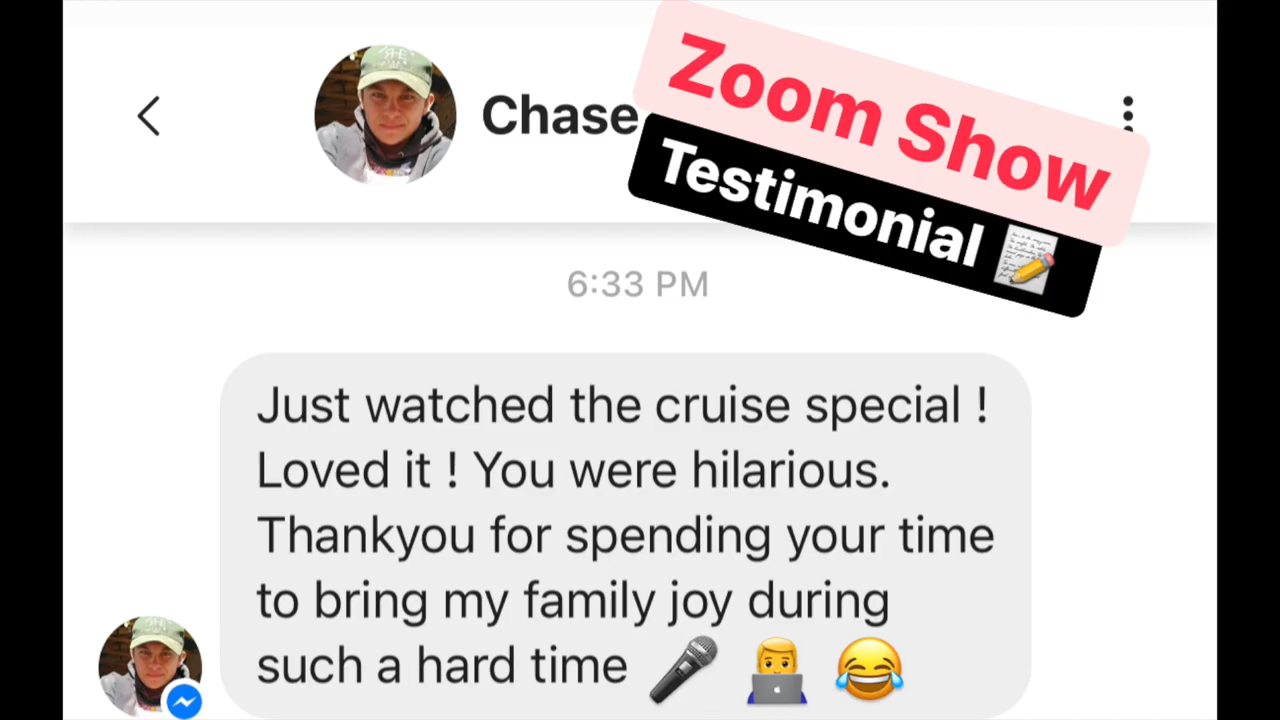 Chase
Zoom Show
Testimonial 📝
6:33 PM
Just watched the cruise special !
Loved it ! You were hilarious.
Thankyou for spending your time
to bring my family joy during
such a hard time 🎤 👨‍💻 😂